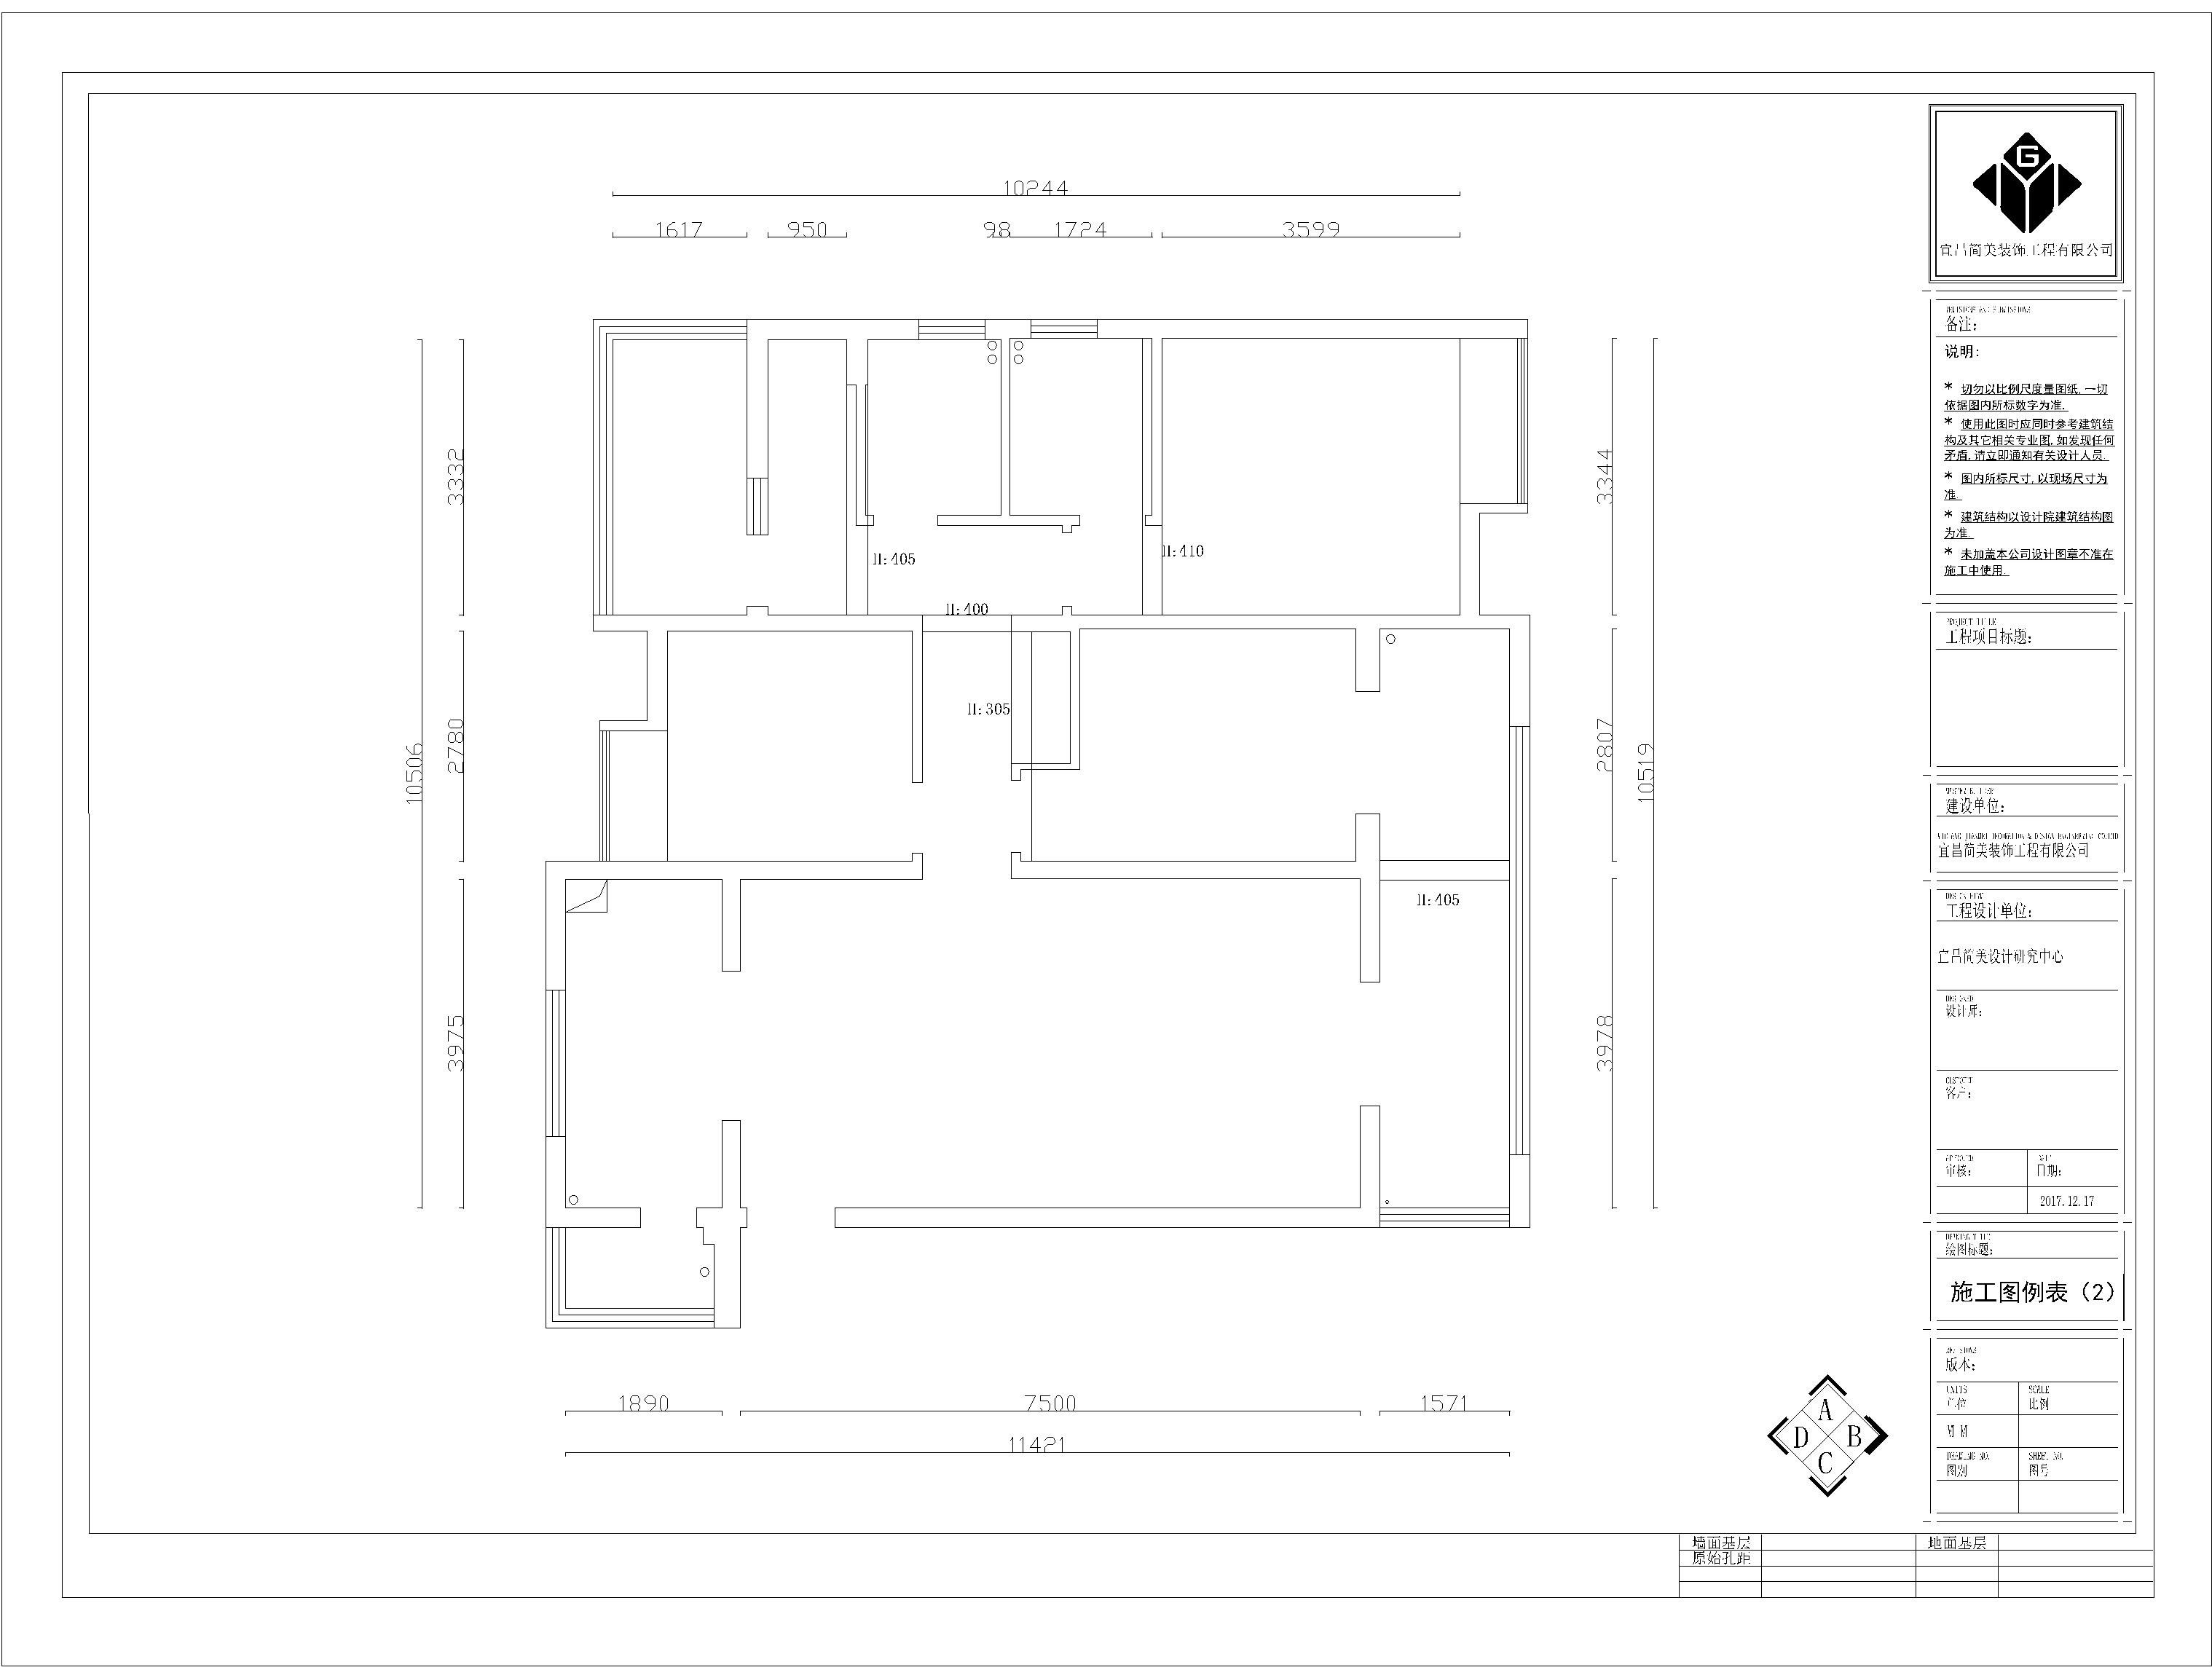 10244
1617 950 98 1724 3599
3332
2780
3975
10506
3344
2807
3978
10519
H:405
H:410
H:400
H:305
H:405
1890 7500 1571
11421
A
D B
C
G
宜昌简美装饰工程有限公司
备注:
说明:
* 切勿以比例尺度量图纸,一切
依据图内所标数字为准.
* 使用此图时应同时参考建筑结
构及其它相关专业图,如发现任何
矛盾,请立即通知有关设计人员.
* 图内所标尺寸,以现场尺寸为
准.
* 建筑结构以设计院建筑结构图
为准.
* 未加盖本公司设计图章不准在
施工中使用.
PROJECT TITLE
工程项目标题:
建设单位:
宜昌简美装饰工程有限公司
工程设计单位:
宜昌简美设计研究中心
设计师:
客户:
审核: 日期:
2017.12.17
绘图标题:
施工图例表（2）
版本:
UNITS SCALE
单位 比例
M M
DRAWING NO. SHEET NO.
图别 图号
墙面基层 地面基层
原始孔距